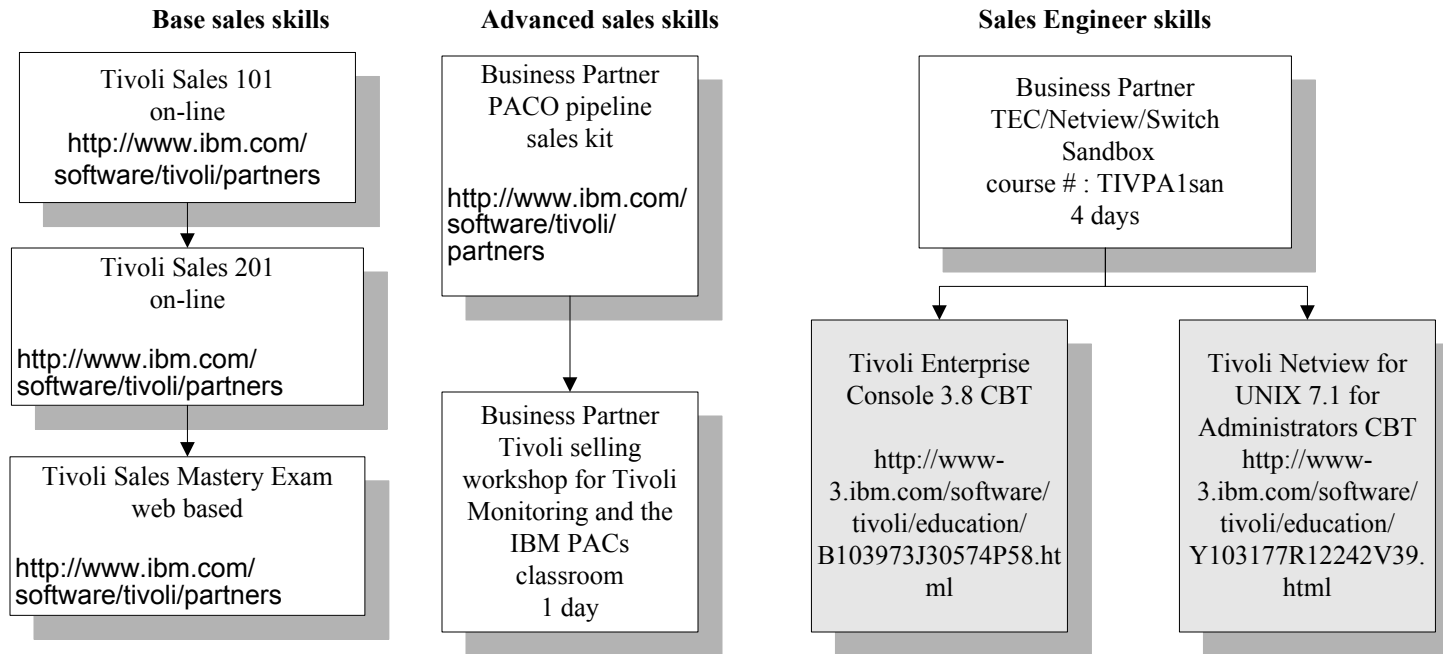 Base sales skills
Tivoli Sales 101
on-line
http://www.ibm.com/
software/tivoli/partners
Tivoli Sales 201
on-line
http://www.ibm.com/
software/tivoli/partners
Tivoli Sales Mastery Exam
web based
http://www.ibm.com/
software/tivoli/partners
Advanced sales skills
Business Partner
PACO pipeline
sales kit
http://www.ibm.com/
software/tivoli/
partners
Business Partner
Tivoli selling
workshop for Tivoli
Monitoring and the
IBM PACs
classroom
1 day
Sales Engineer skills
Business Partner
TEC/Netview/Switch
Sandbox
course # : TIVPA1san
4 days
Tivoli Enterprise
Console 3.8 CBT
http://www-
3.ibm.com/software/
tivoli/education/
B103973J30574P58.ht
ml
Tivoli Netview for
UNIX 7.1 for
Administrators CBT
http://www-
3.ibm.com/software/
tivoli/education/
Y103177R12242V39.
html